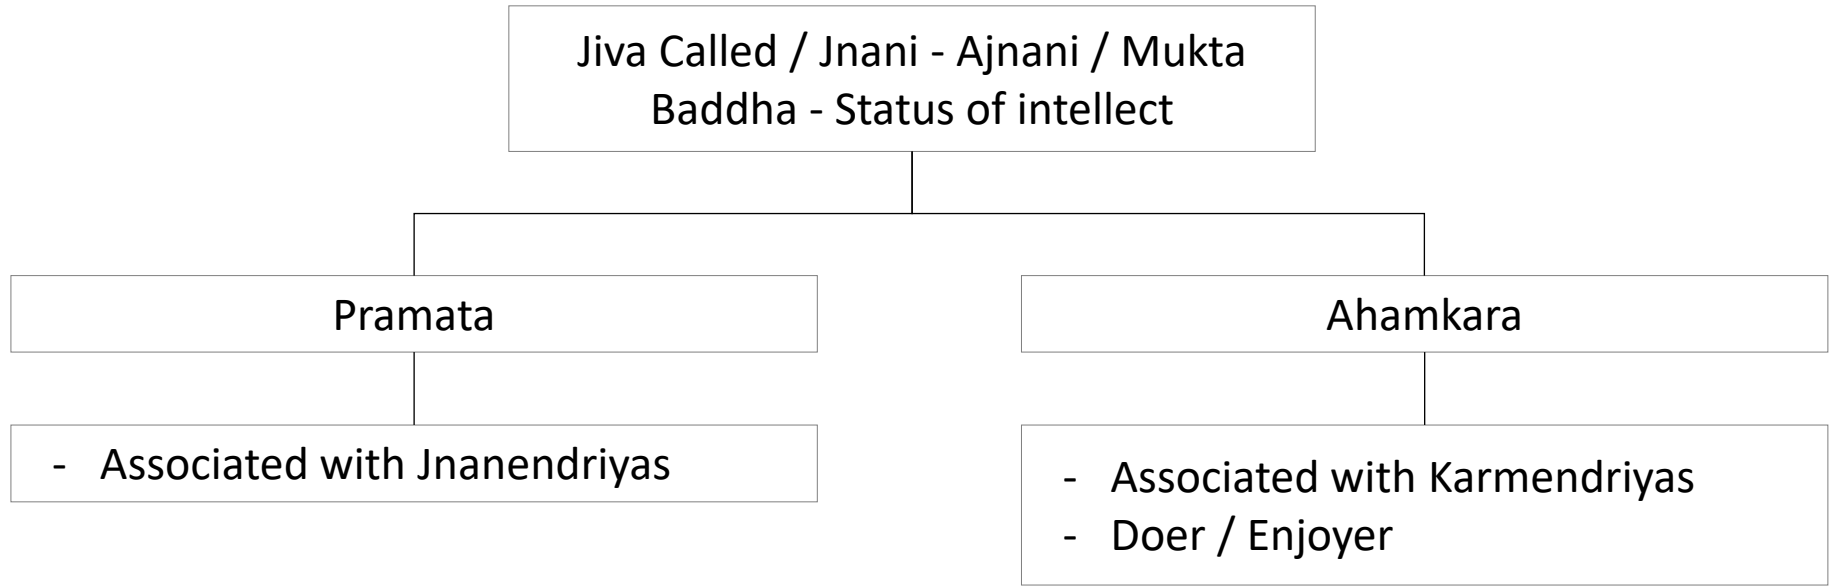 Jiva Called / Jnani - Ajnani / Mukta
Baddha - Status of intellect
Pramata
Ahamkara
- Associated with Jnanendriyas
- Associated with Karmendriyas
- Doer / Enjoyer